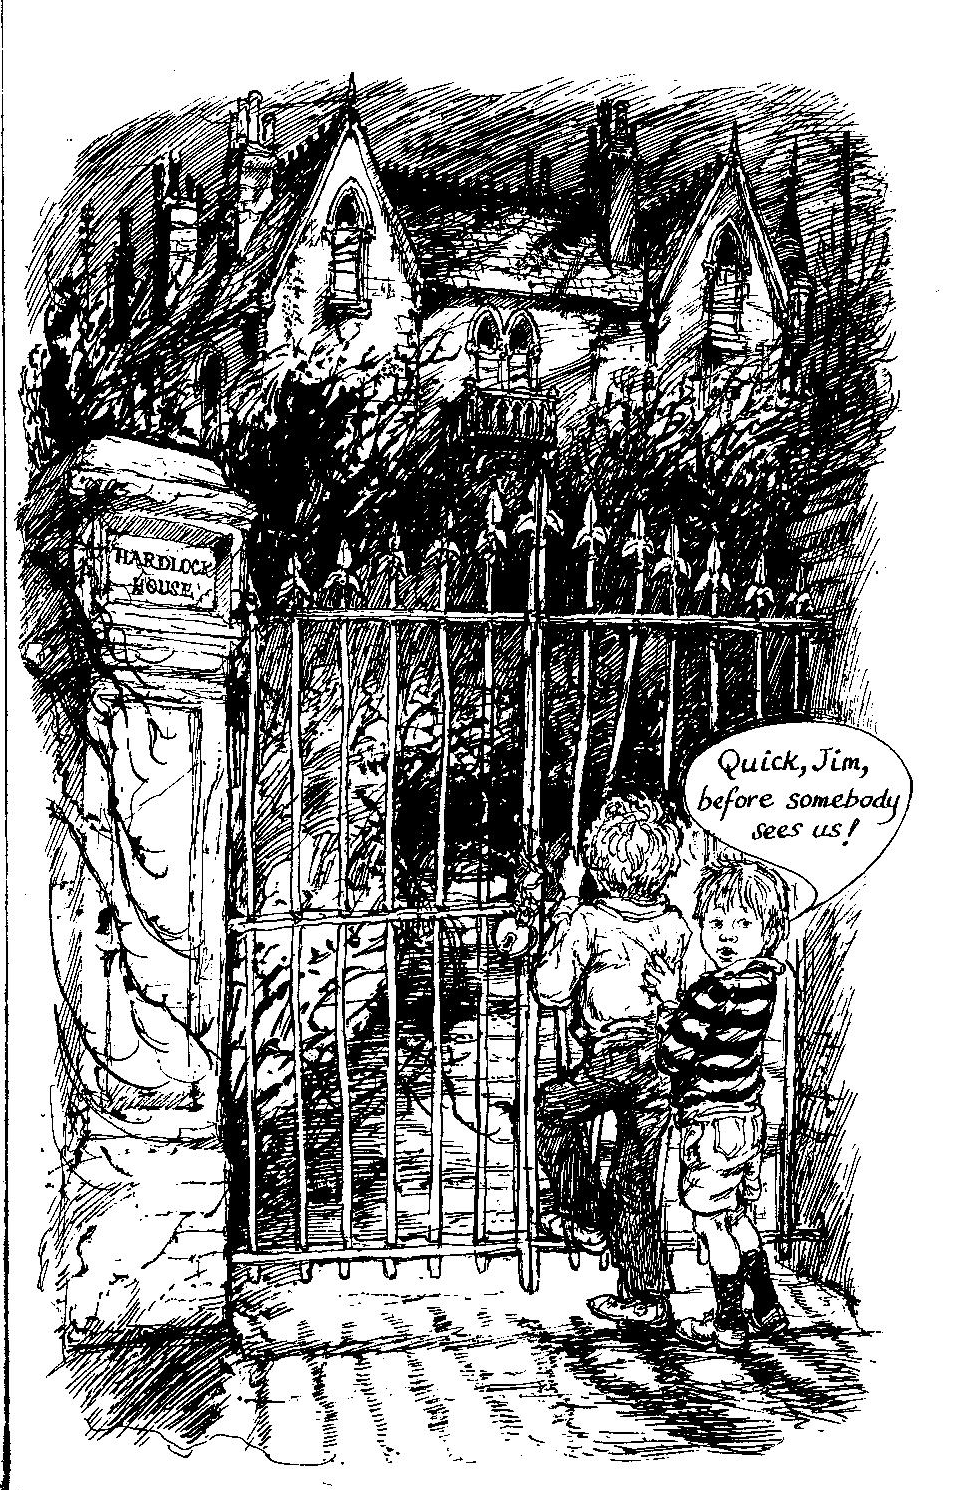 HARDLOCK
HOUSE
Quick, Jim,
before somebody
sees us!